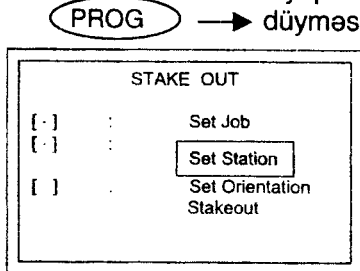 PROG → düyməs
STAKE OUT
[·] : Set Job
[·] : Set Station
[ ] . Set Orientation
Stakeout